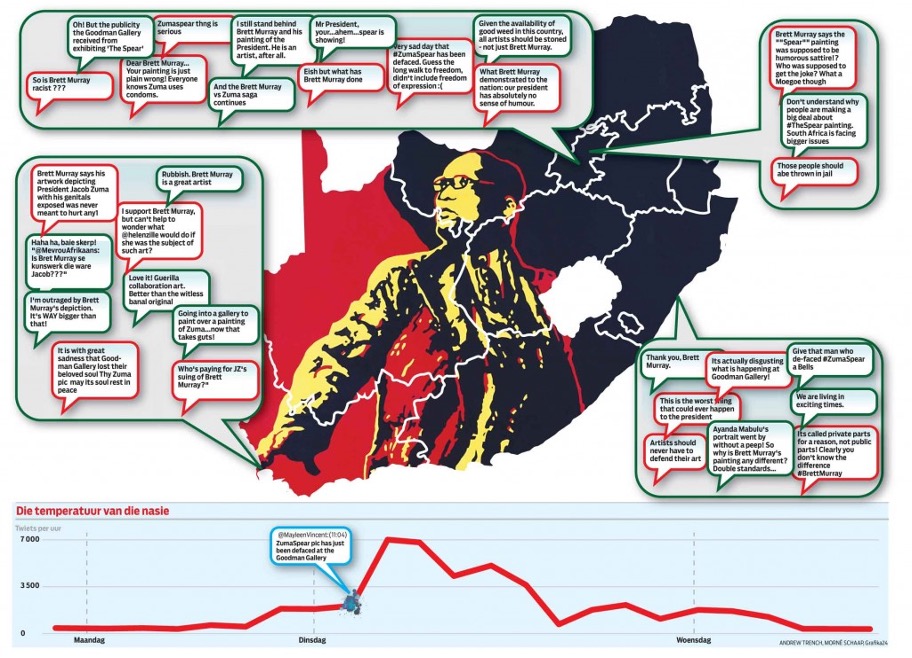 Oh! But the publicity
the Goodman Gallery
received from
exhibiting 'The Spear'
Zumaspear thng is
serious
I still stand behind
Brett Murray and his
painting of the
President. He is an
artist, after all.
Mr President,
your...ahem...spear is
showing!
Very sad day that
#ZumaSpear has been
defaced. Guess the
long walk to freedom,
didn't include freedom
of expression :(
Given the availability of
good weed in this country,
all artists should be stoned
- not just Brett Murray.
So is Brett Murray
racist ???
Dear Brett Murray...
Your painting is just
plain wrong! Everyone
knows Zuma uses
condoms.
And the Brett Murray
vs Zuma saga
continues
Eish but what has
Brett Murray done
What Brett Murray
demonstrated to the
nation: our president
has absolutely no
sense of humour.
Brett Murray says the
""Spear"" painting
was supposed to be
humorous sattire!?
Who was supposed to
get the joke? What a
Moegoe though
Don't understand why
people are making a
big deal about
#TheSpear painting.
South Africa is facing
bigger issues
Those people should
abe thrown in jail
Brett Murray says his
artwork depicting
President Jacob Zuma
with his genitals
exposed was never
meant to hurt any1
Rubbish. Brett Murray
is a great artist
I support Brett Murray,
but can't help to
wonder what
@helenzille would do if
she was the subject of
such art?
Haha ha, baie skerp!
"@MevrouAfrikaans:
Is Bret Murray se
kunswerk die ware
Jacob???"
Love it! Guerilla
collaboration art.
Better than the witless
banal original
I'm outraged by Brett
Murray's depiction.
It's WAY bigger than
that!
Going into a gallery to
paint over a painting
of Zuma...now that
takes guts!
It is with great
sadness that Good-
man Gallery lost their
beloved soul Thy Zuma
pic may its soul rest in
peace
Who's paying for JZ's
suing of Brett
Murray?"
Thank you, Brett
Murray.
Its actually disgusting
what is happening at
Goodman Gallery!
Give that man who
de-faced #ZumaSpear
a Bells
This is the worst thing
that could ever happen
to the president
We are living in
exciting times.
Artists should
never have to
defend their art
Ayanda Mabulu's
portrait went by
without a peep! So
why is Brett Murray's
painting any different?
Double standards...
Its called private parts
for a reason, not public
parts! Clearly you
don't know the
difference
#BrettMurray
Die temperatuur van die nasie
Twiets per uur
7 000
3 500
0
@MayleenVincent:(11:04)
ZumaSpear pic has just
been defaced at the
Goodman Gallery
Maandag
Dinsdag
Woensdag
ANDREW TRENCH, MORNÉ SCHAAP, Grafika24